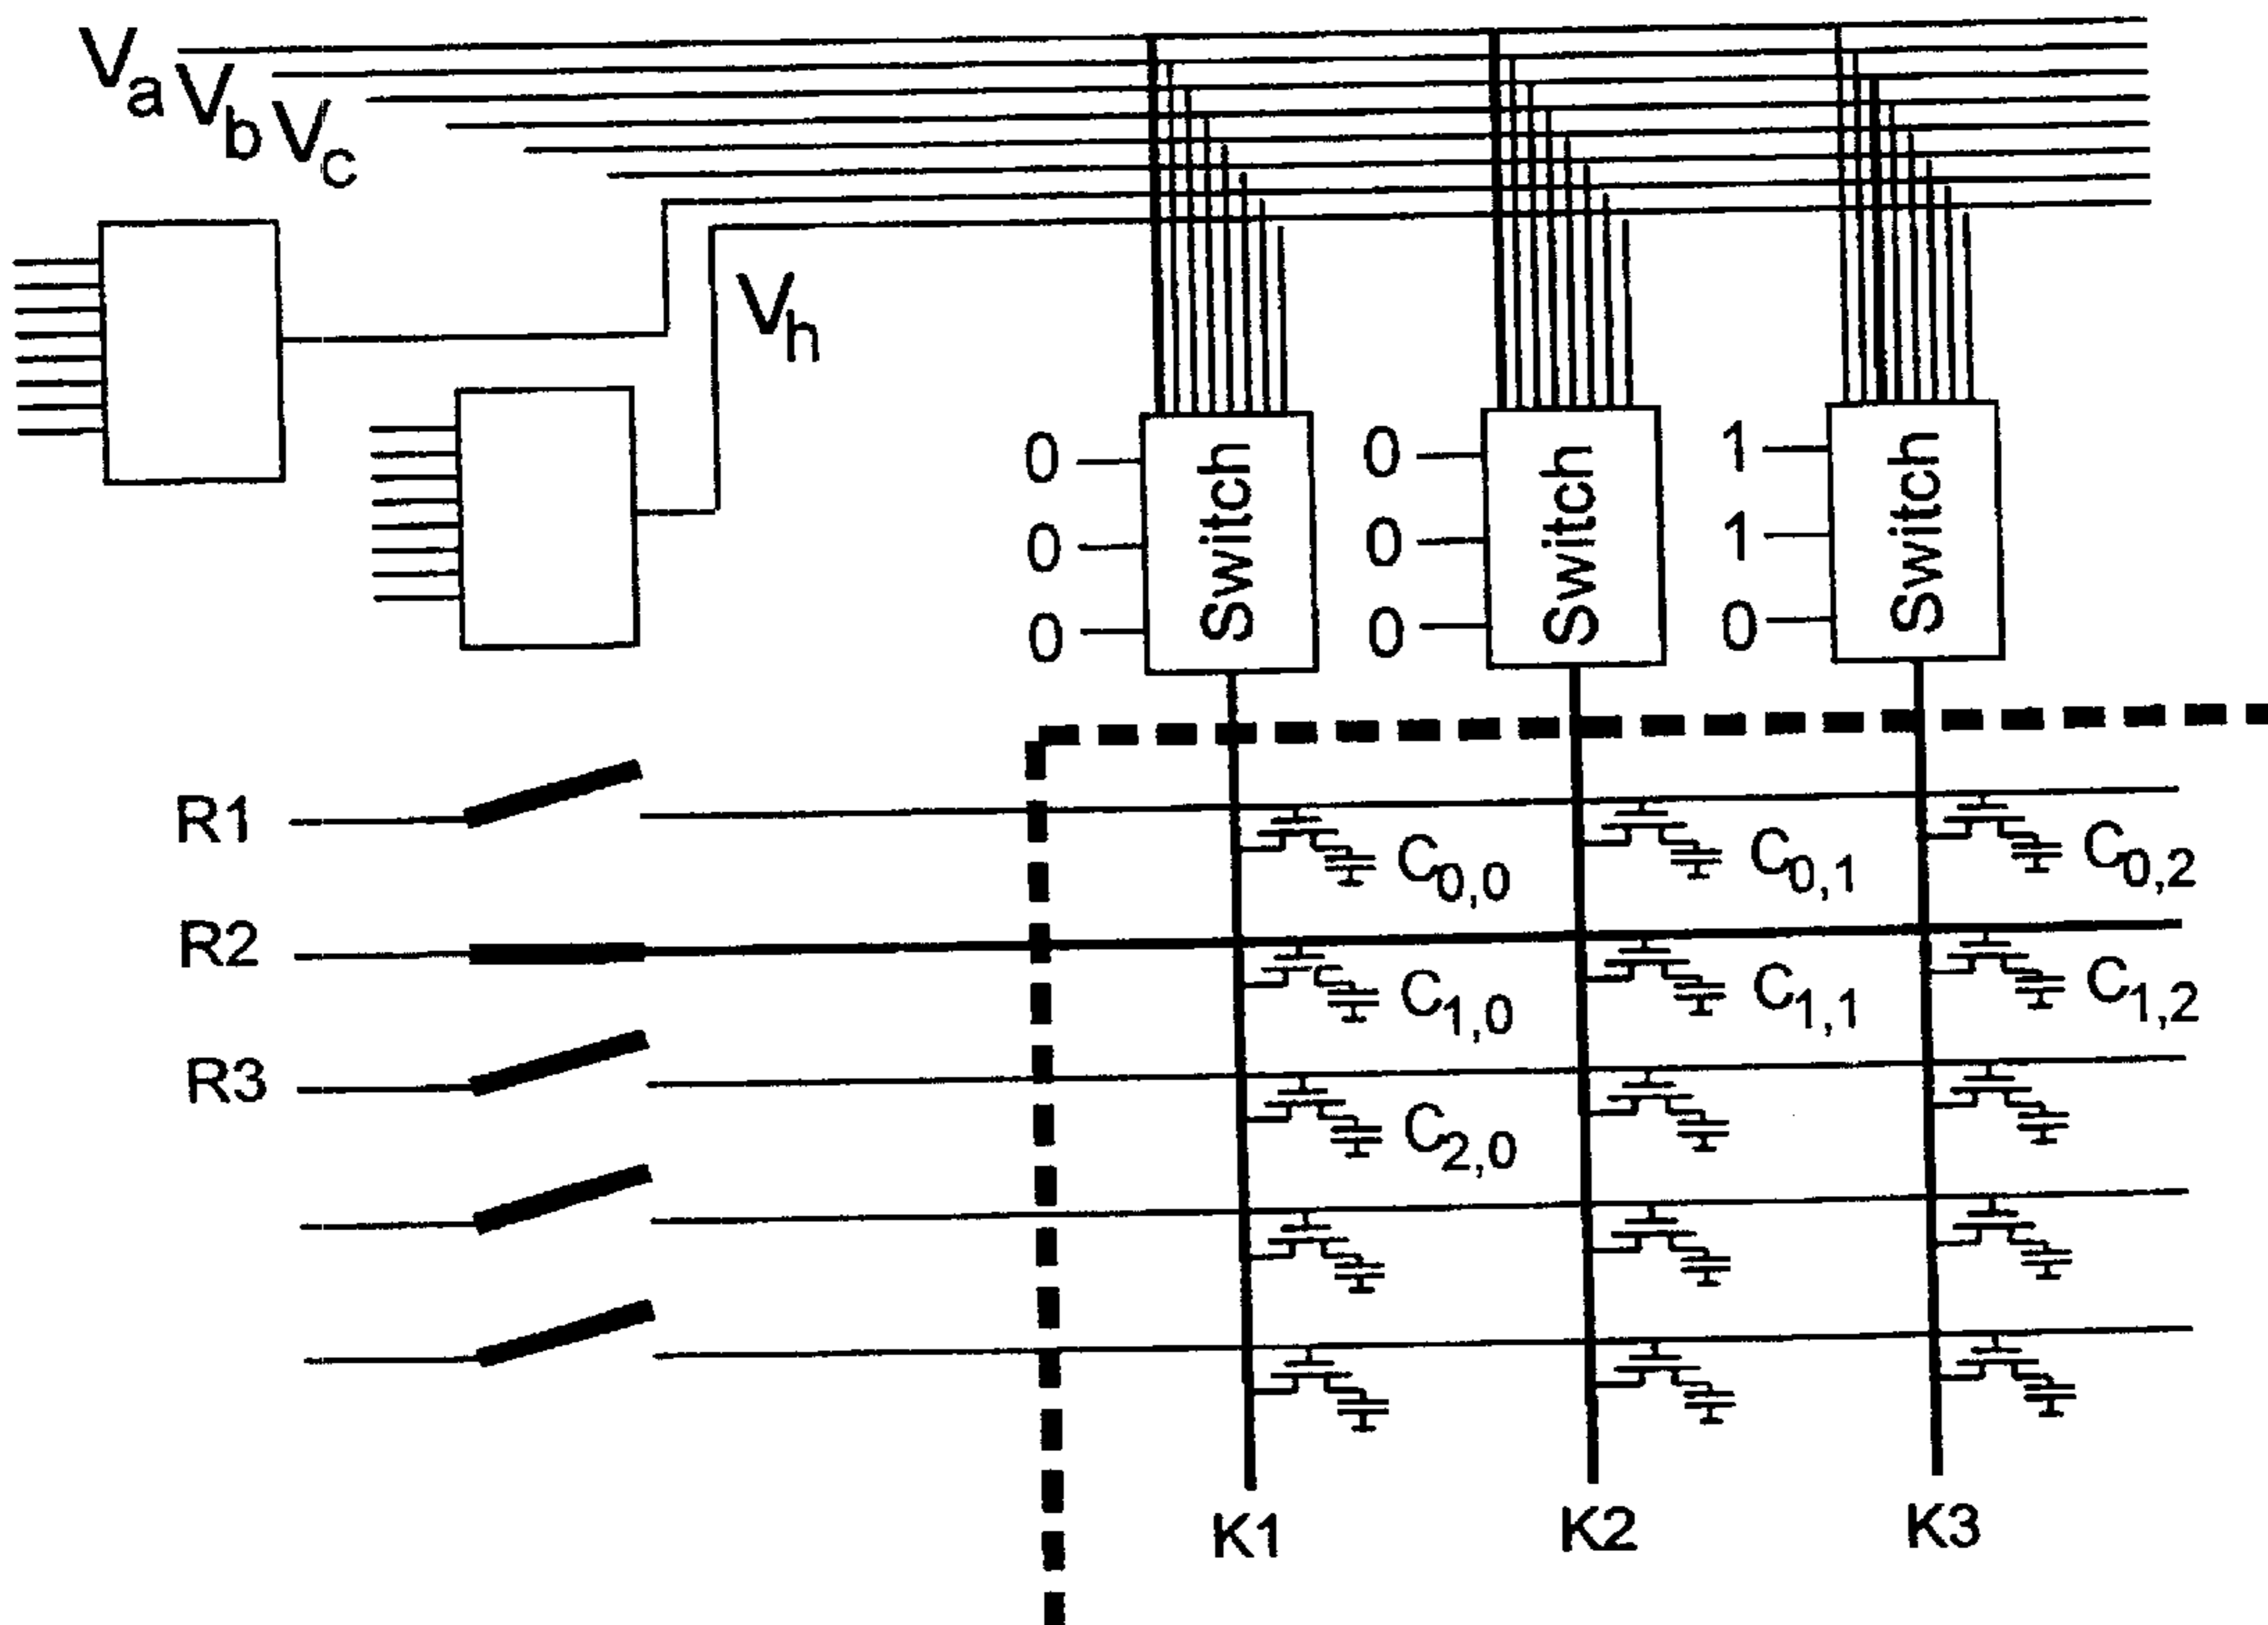 Va Vb Vc
Vh
0 0 1
0 0 1
0 0 0
Switch Switch Switch
R1
C0,0 C0,1 C0,2
R2
C1,0 C1,1 C1,2
R3
C2,0
K1 K2 K3